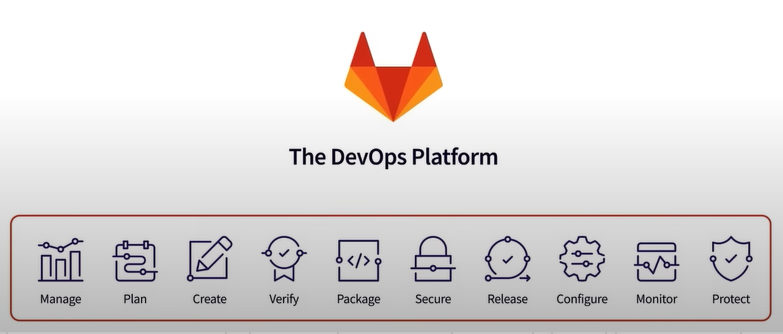 The DevOps Platform
Manage Plan Create Verify Package Secure Release Configure Monitor Protect